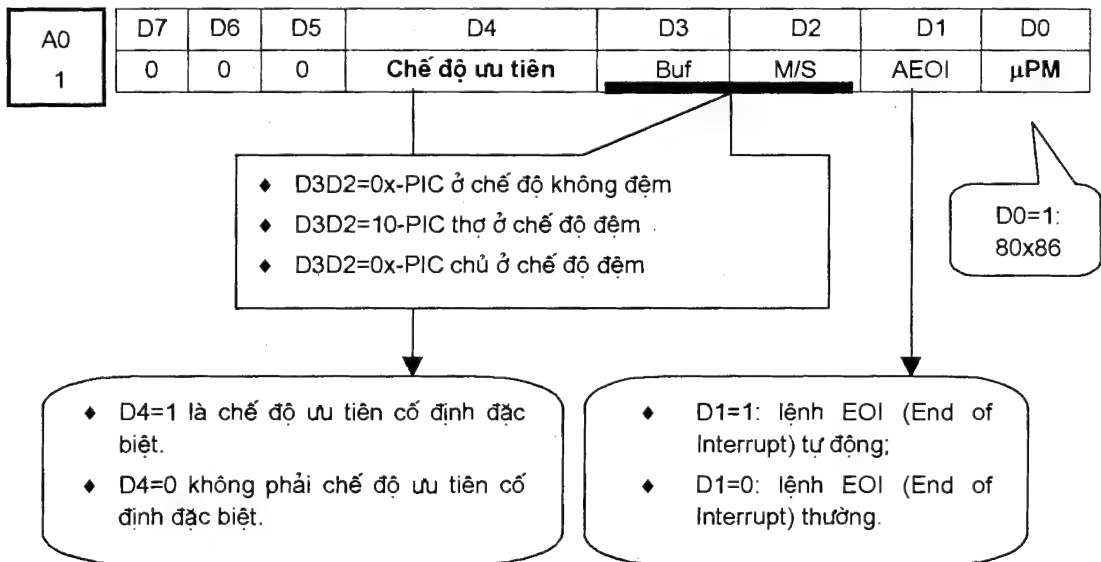 A0 D7 D6 D5 D4 D3 D2 D1 D0
1 0 0 0 Chế độ ưu tiên Buf M/S AEOI μPM
♦ D3D2=0x-PIC ở chế độ không đệm
♦ D3D2=10-PIC thợ ở chế độ đệm
♦ D3D2=0x-PIC chủ ở chế độ đệm
D0=1:
80x86
♦ D4=1 là chế độ ưu tiên cố định đặc
biệt.
♦ D4=0 không phải chế độ ưu tiên cố
định đặc biệt.
♦ D1=1: lệnh EOI (End of
Interrupt) tự động;
♦ D1=0: lệnh EOI (End of
Interrupt) thường.